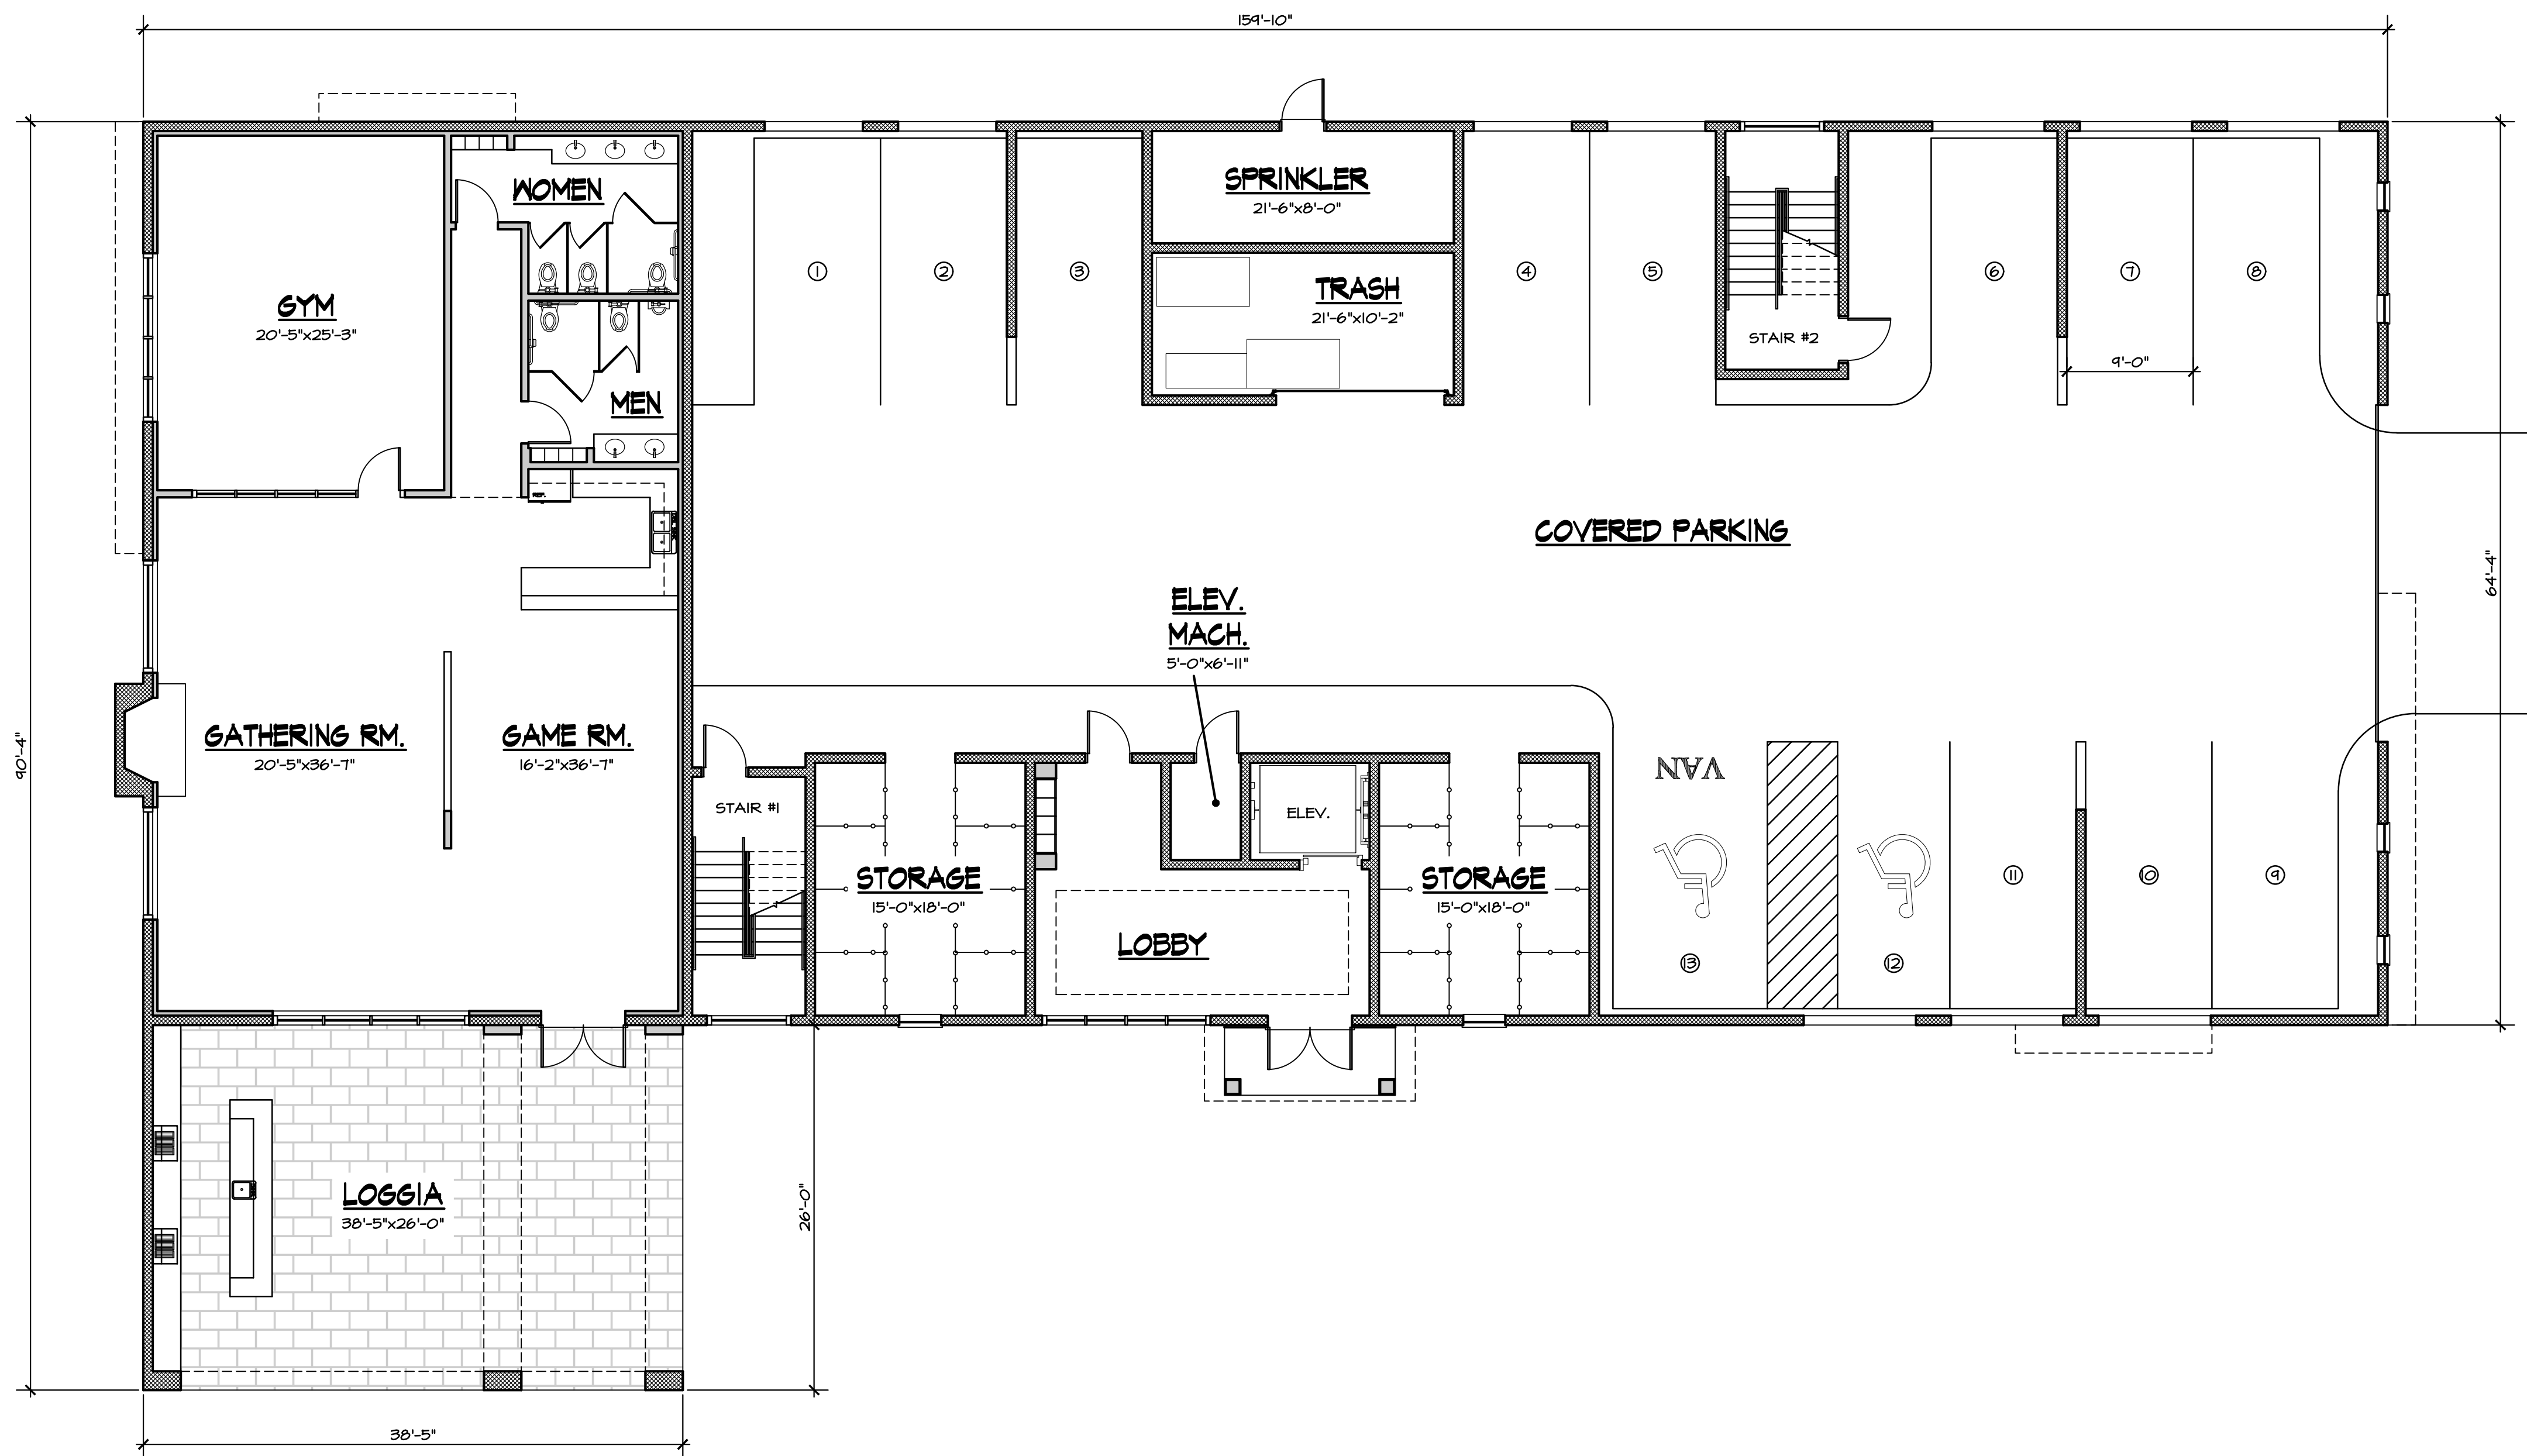 159'-10"
WOMEN
SPRINKLER
21'-6"x8'-0"
GYM
20'-5"x25'-3"
1
2
3
TRASH
21'-6"x10'-2"
4
5
STAIR #2
6
7
8
9'-0"
MEN
REF.
COVERED PARKING
64'-4"
ELEV.
MACH.
5'-0"x6'-11"
90'-4"
GATHERING RM.
20'-5"x36'-7"
GAME RM.
16'-2"x36'-7"
STAIR #1
STORAGE
15'-0"x18'-0"
ELEV.
LOBBY
STORAGE
15'-0"x18'-0"
VAN
13
12
11
10
9
LOGGIA
38'-5"x26'-0"
26'-0"
38'-5"